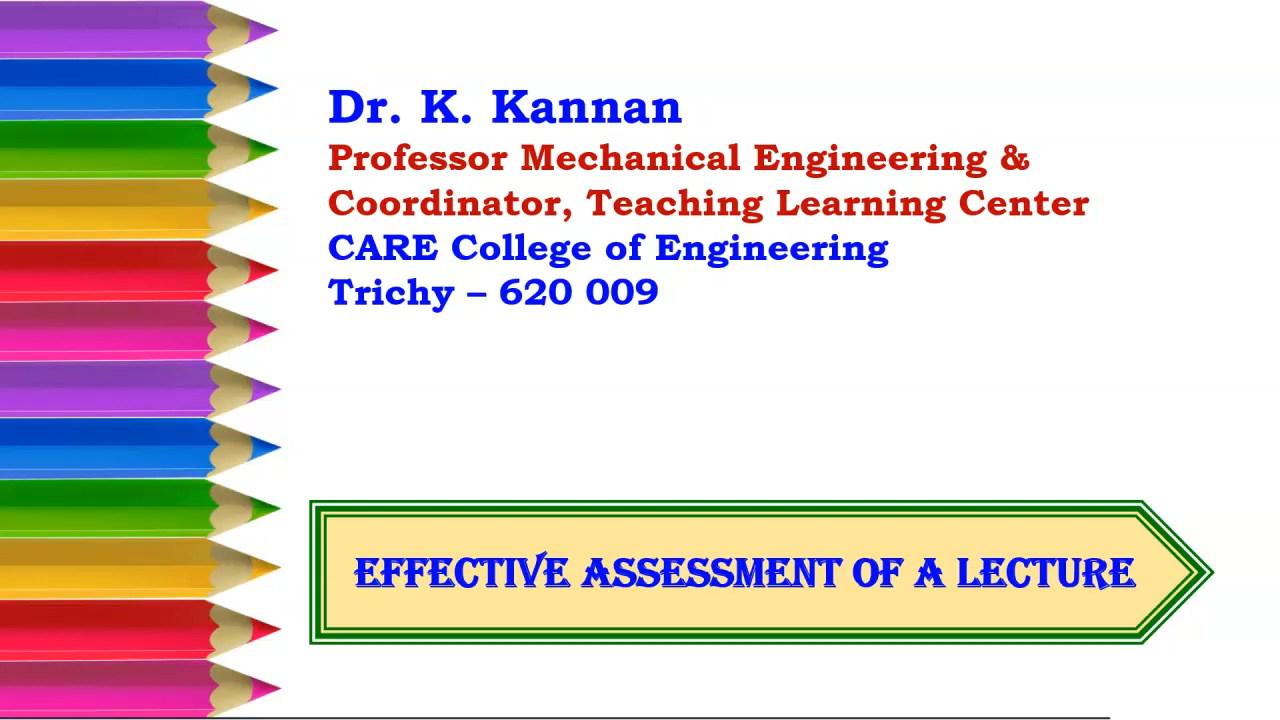 Dr. K. Kannan
Professor Mechanical Engineering &
Coordinator, Teaching Learning Center
CARE College of Engineering
Trichy – 620 009
EFFECTIVE ASSESSMENT OF A LECTURE